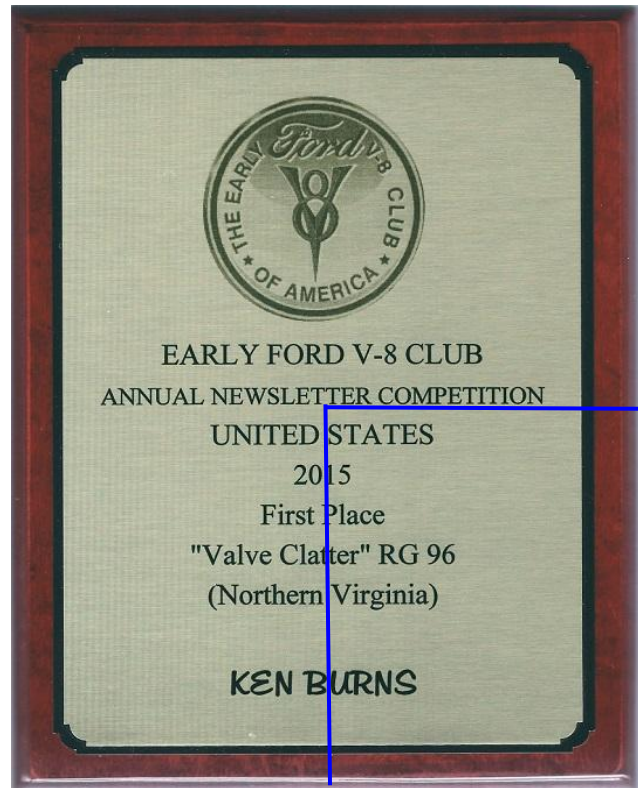 THE EARLY Ford V-8 CLUB
OF AMERICA
V8
EARLY FORD V-8 CLUB
ANNUAL NEWSLETTER COMPETITION
UNITED STATES
2015
First Place
"Valve Clatter" RG 96
(Northern Virginia)
KEN BURNS